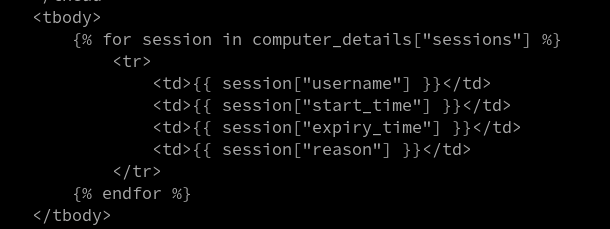 <tbody>
{% for session in computer_details["sessions"] %}
<tr>
<td>{{ session["username"] }}</td>
<td>{{ session["start_time"] }}</td>
<td>{{ session["expiry_time"] }}</td>
<td>{{ session["reason"] }}</td>
</tr>
{% endfor %}
</tbody>